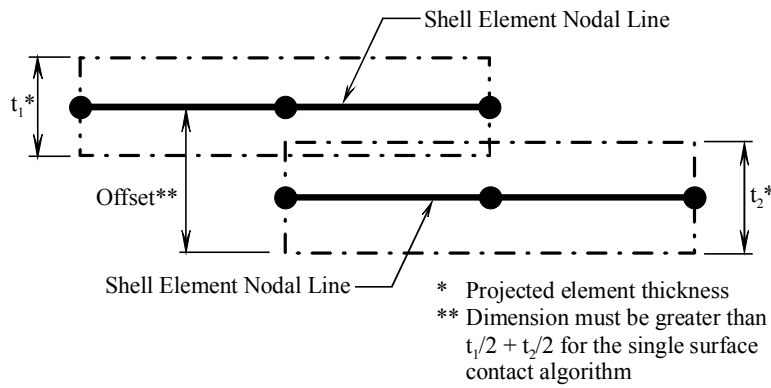 Shell Element Nodal Line
t₁*
Offset**
t₂*
Shell Element Nodal Line
* Projected element thickness
** Dimension must be greater than
t₁/2 + t₂/2 for the single surface
contact algorithm